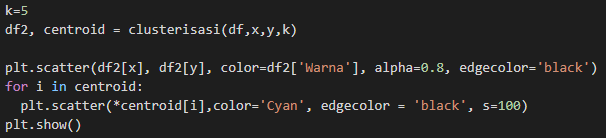 k=5
df2, centroid = clusterisasi(df,x,y,k)
plt.scatter(df2[x], df2[y], color=df2['Warna'], alpha=0.8, edgecolor='black')
for i in centroid:
  plt.scatter(*centroid[i],color='Cyan', edgecolor = 'black', s=100)
plt.show()